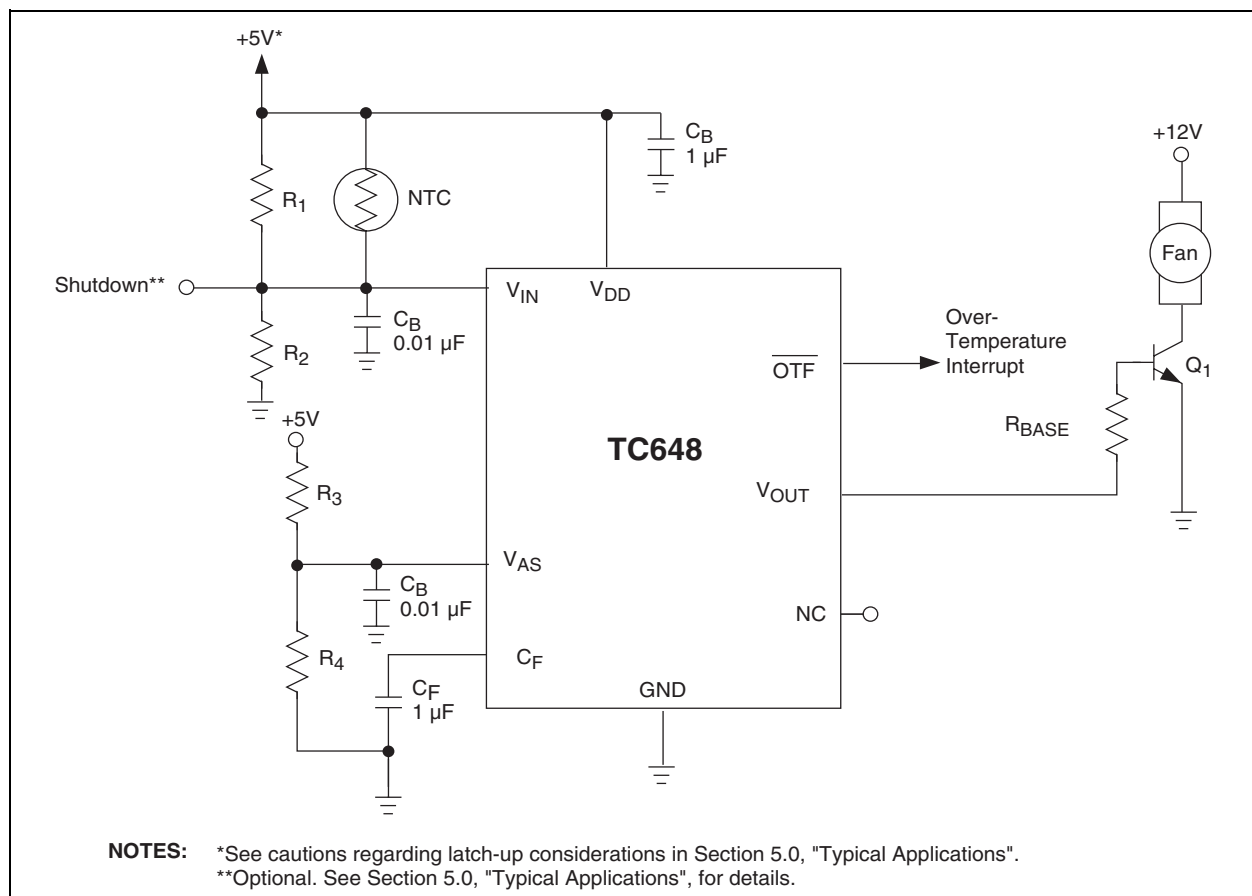 +5V*
C_B
1 µF
+12V
R_1
NTC
Fan
Shutdown**
V_IN
V_DD
C_B
0.01 µF
R_2
Over-
Temperature
Interrupt
O̅T̅F̅
Q_1
+5V
R_BASE
TC648
R_3
V_OUT
V_AS
C_B
0.01 µF
NC
R_4
C_F
C_F
1 µF
GND
NOTES: *See cautions regarding latch-up considerations in Section 5.0, "Typical Applications".
**Optional. See Section 5.0, "Typical Applications", for details.